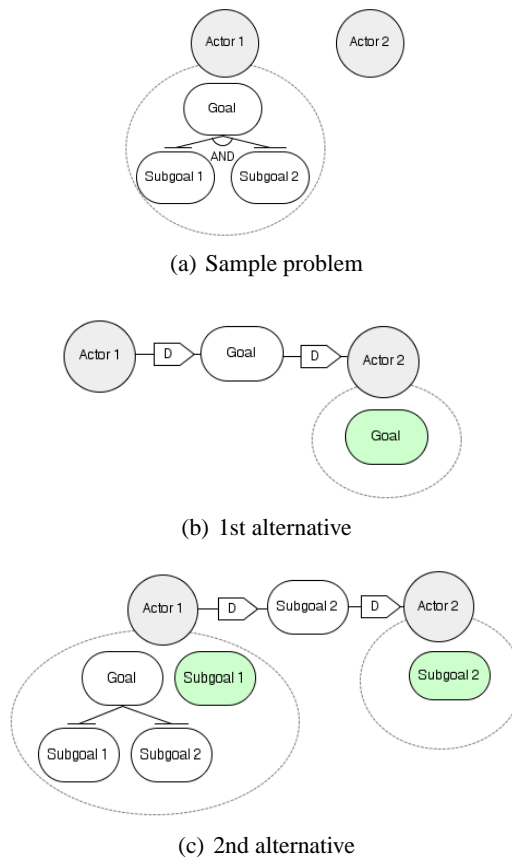 Actor 1
Actor 2
Goal
AND
Subgoal 1
Subgoal 2
(a) Sample problem
Actor 1
D
Goal
D
Actor 2
Goal
(b) 1st alternative
Actor 1
D
Subgoal 2
D
Actor 2
Goal
Subgoal 1
Subgoal 2
Subgoal 1
Subgoal 2
(c) 2nd alternative